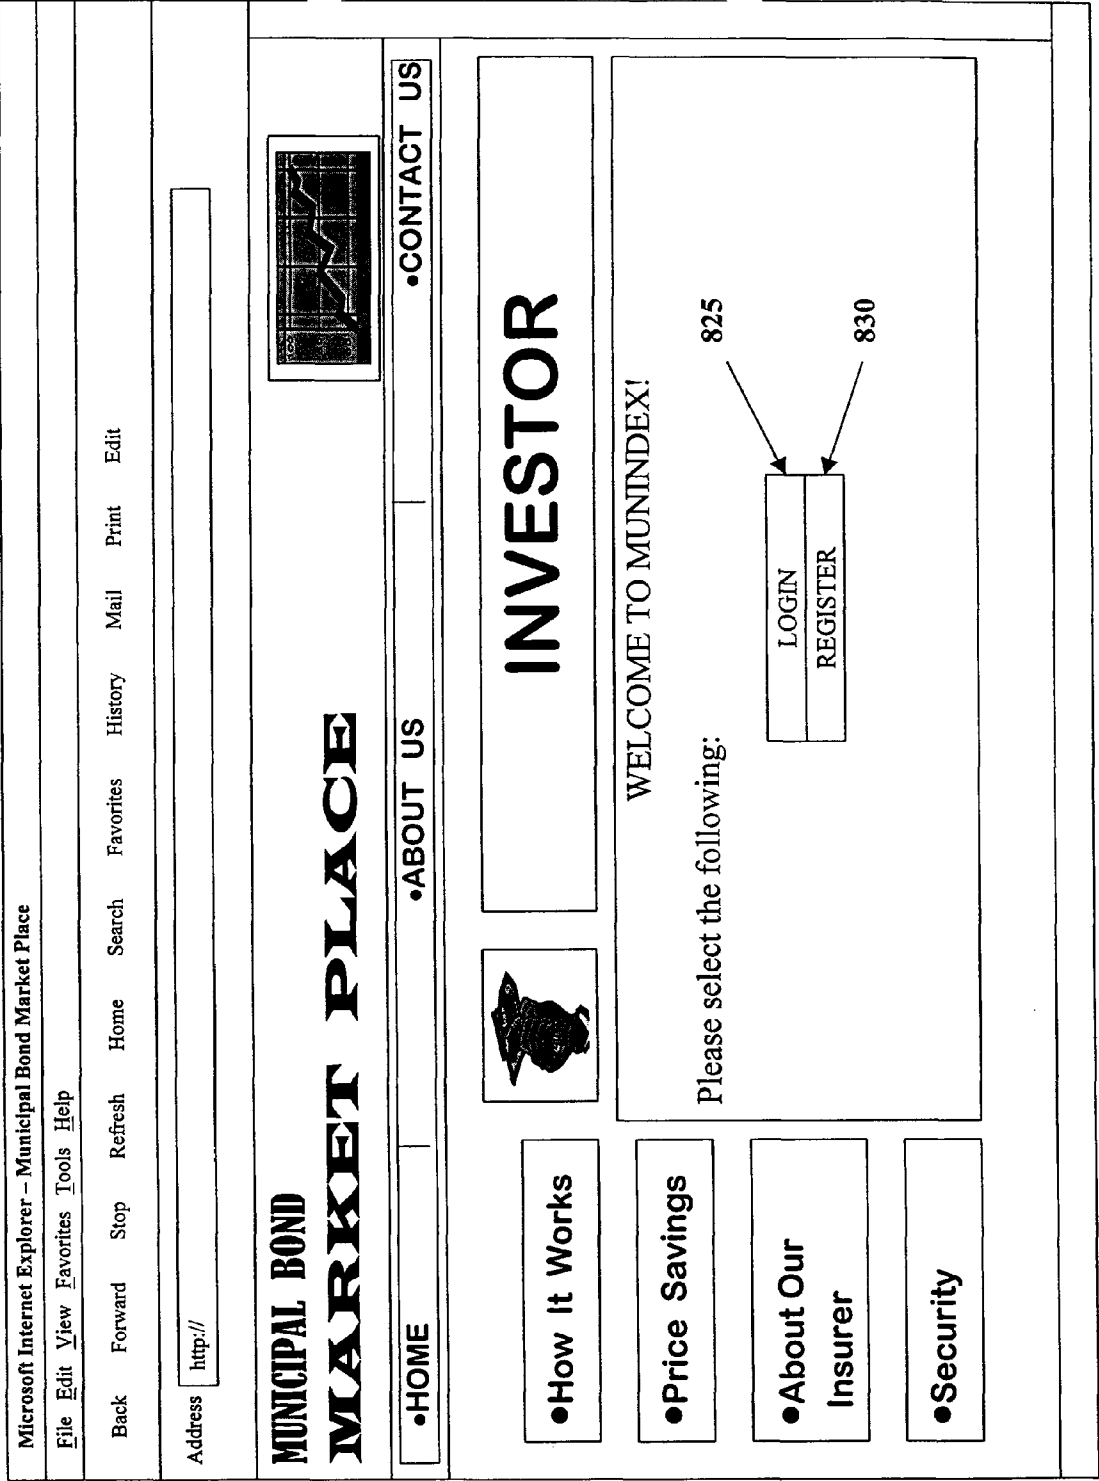 Microsoft Internet Explorer – Municipal Bond Market Place
File Edit View Favorites Tools Help
Back Forward Stop Refresh Home Search Favorites History Mail Print Edit
Address http://
MUNICIPAL BOND
MARKET PLACE
•HOME •ABOUT US •CONTACT US
INVESTOR
•How It Works
•Price Savings
•About Our
Insurer
•Security
WELCOME TO MUNINDEX!
Please select the following:
825
LOGIN
REGISTER
830